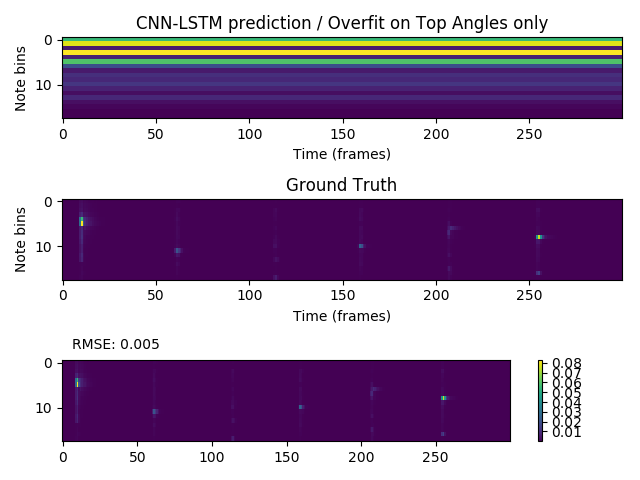 CNN-LSTM prediction / Overfit on Top Angles only
Note bins
0
10
0 50 100 150 200 250
Time (frames)
Ground Truth
Note bins
0
10
0 50 100 150 200 250
Time (frames)
RMSE: 0.005
0
10
0 50 100 150 200 250
0.08
0.07
0.06
0.05
0.04
0.03
0.02
0.01